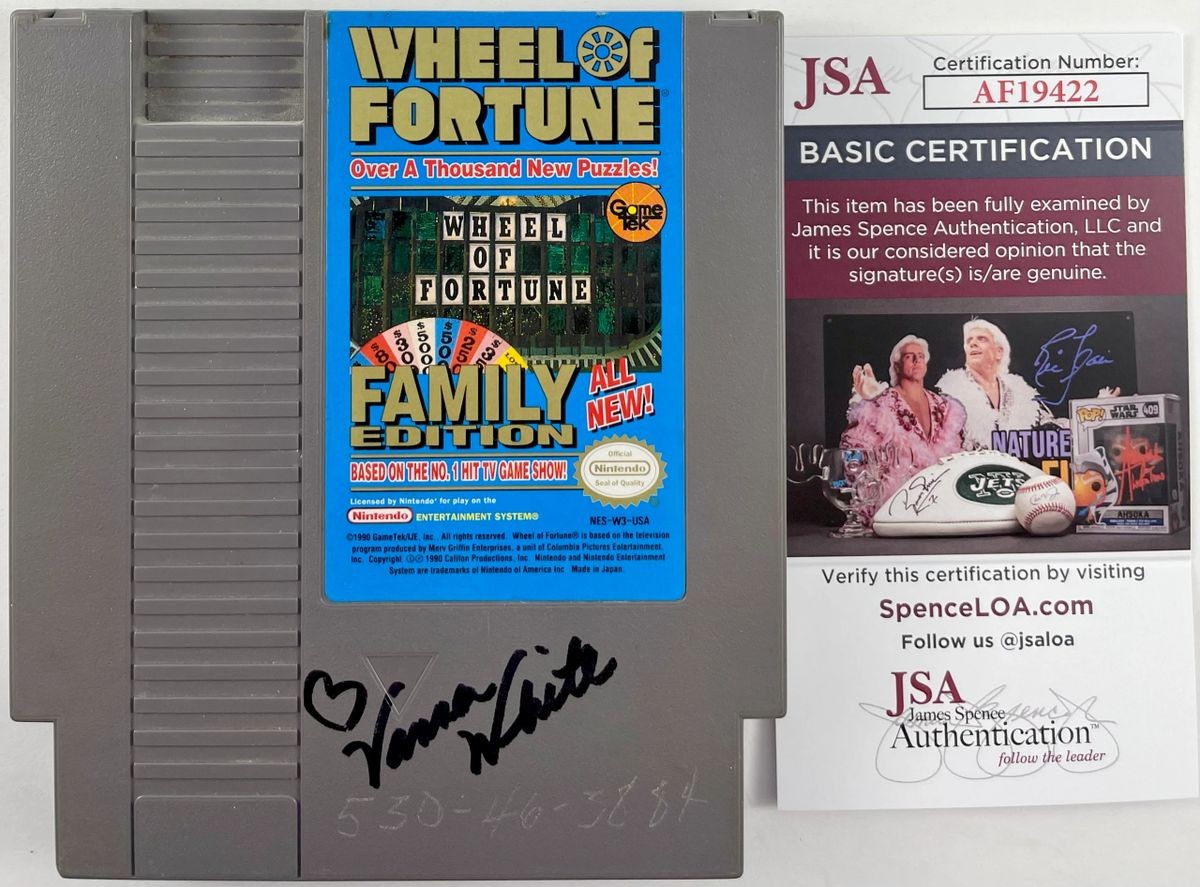 WHEEL OF
FORTUNE®
Over A Thousand New Puzzles!
Game
Tek
WHEEL
OF
FORTUNE
FAMILY
EDITION
ALL
NEW!
BASED ON THE NO. 1 HIT TV GAME SHOW!
Official
Nintendo
Seal of Quality
Licensed by Nintendo® for play on the
Nintendo ENTERTAINMENT SYSTEM®
NES-W3-USA
©1990 GameTek/IJE, Inc., All rights reserved. Wheel of Fortune® is based on the television
program produced by Merv Griffin Enterprises, a unit of Columbia Pictures Entertainment,
Inc. Copyright ©℗ 1990 Califon Productions, Inc. Nintendo and Nintendo Entertainment
System are trademarks of Nintendo of America Inc. Made in Japan.
♡ Vanna White
JSA
Certification Number:
AF19422
BASIC CERTIFICATION
This item has been fully examined by
James Spence Authentication, LLC and
it is our considered opinion that the
signature(s) is/are genuine.
NATURE
POP! STAR WARS 409
JETS
AHSOKA
Verify this certification by visiting
SpenceLOA.com
Follow us @jsaloa
JSA
James Spence
Authentication™
follow the leader